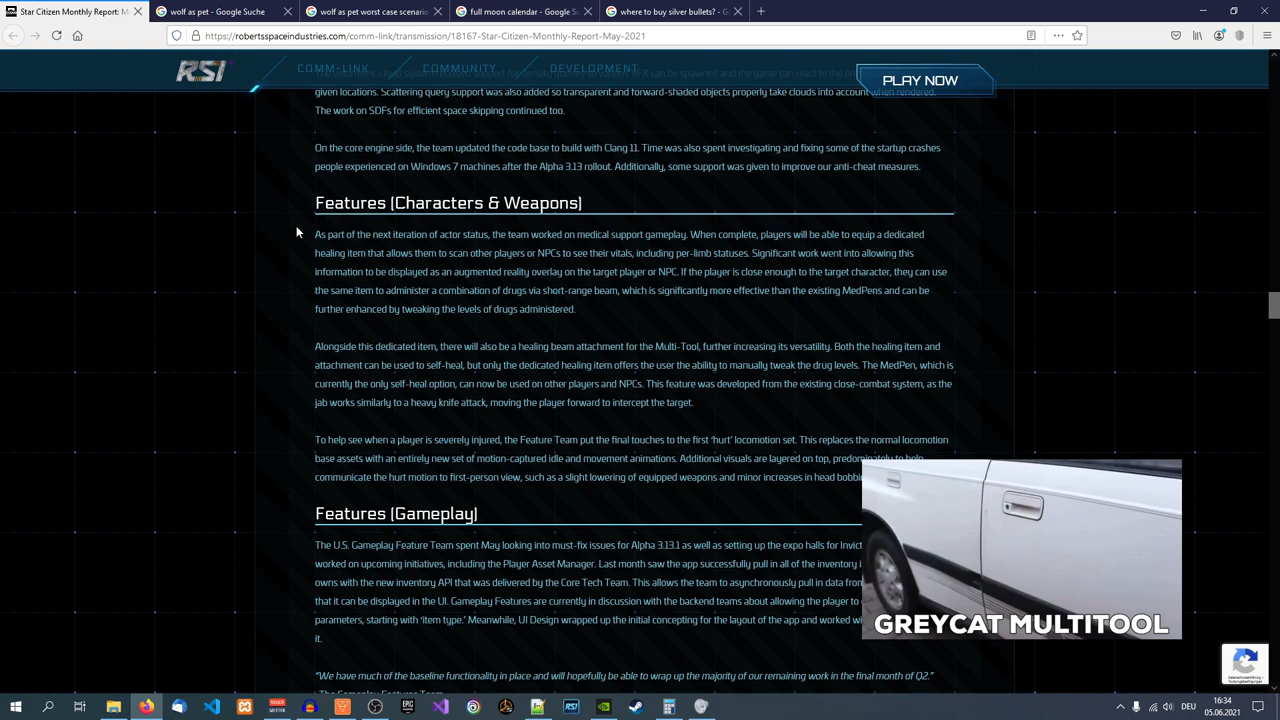 Star Citizen Monthly Report: M
wolf as pet - Google Suche
wolf as pet worst case scenario
full moon calendar - Google Su
where to buy silver bullets? - G
https://robertsspaceindustries.com/comm-link/transmission/18167-Star-Citizen-Monthly-Report-May-2021
RSI
COMM-LINK
COMMUNITY
DEVELOPMENT
PLAY NOW
given locations. Scattering query support was also added so transparent and forward-shaded objects properly take clouds into account when rendered.
The work on SDFs for efficient space skipping continued too.
On the core engine side, the team updated the code base to build with Clang 11. Time was also spent investigating and fixing some of the startup crashes
people experienced on Windows 7 machines after the Alpha 3.13 rollout. Additionally, some support was given to improve our anti-cheat measures.
Features (Characters & Weapons)
As part of the next iteration of actor status, the team worked on medical support gameplay. When complete, players will be able to equip a dedicated
healing item that allows them to scan other players or NPCs to see their vitals, including per-limb statuses. Significant work went into allowing this
information to be displayed as an augmented reality overlay on the target player or NPC. If the player is close enough to the target character, they can use
the same item to administer a combination of drugs via short-range beam, which is significantly more effective than the existing MedPens and can be
further enhanced by tweaking the levels of drugs administered.
Alongside this dedicated item, there will also be a healing beam attachment for the Multi-Tool, further increasing its versatility. Both the healing item and
attachment can be used to self-heal, but only the dedicated healing item offers the user the ability to manually tweak the drug levels. The MedPen, which is
currently the only self-heal option, can now be used on other players and NPCs. This feature was developed from the existing close-combat system, as the
jab works similarly to a heavy knife attack, moving the player forward to intercept the target.
To help see when a player is severely injured, the Feature Team put the final touches to the first ‘hurt’ locomotion set. This replaces the normal locomotion
base assets with an entirely new set of motion-captured idle and movement animations. Additional visuals are layered on top, predominately to help
communicate the hurt motion to first-person view, such as a slight lowering of equipped weapons and minor increases in head bobbin
Features (Gameplay)
The U.S. Gameplay Feature Team spent May looking into must-fix issues for Alpha 3.13.1 as well as setting up the expo halls for Invict
worked on upcoming initiatives, including the Player Asset Manager. Last month saw the app successfully pull in all of the inventory i
owns with the new inventory API that was delivered by the Core Tech Team. This allows the team to asynchronously pull in data from
that it can be displayed in the UI. Gameplay Features are currently in discussion with the backend teams about allowing the player to
parameters, starting with ‘item type.’ Meanwhile, UI Design wrapped up the initial concepting for the layout of the app and worked wi
it.
“We have much of the baseline functionality in place and will hopefully be able to wrap up the majority of our remaining work in the final month of Q2.”
GREYCAT MULTITOOL
DEU
16:34
05.06.2021